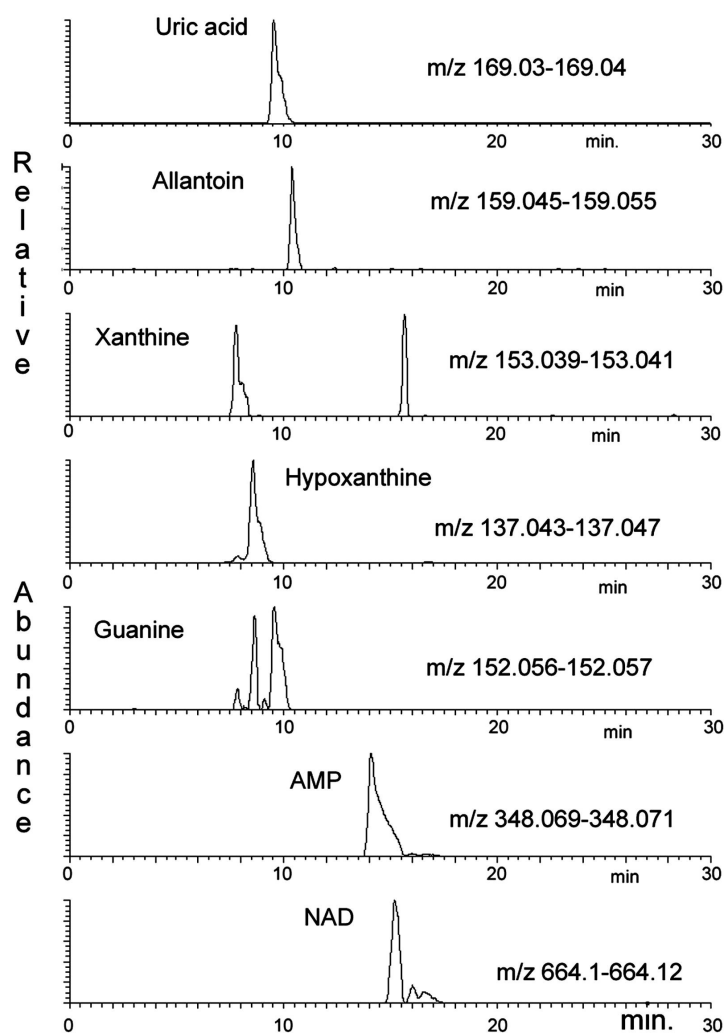 Relative Abundance
Uric acid
m/z 169.03-169.04
0 10 20 min. 30
Allantoin
m/z 159.045-159.055
0 10 20 min 30
Xanthine
m/z 153.039-153.041
0 10 20 min 30
Hypoxanthine
m/z 137.043-137.047
0 10 20 min 30
Guanine
m/z 152.056-152.057
0 10 20 min 30
AMP
m/z 348.069-348.071
0 10 20 min 30
NAD
m/z 664.1-664.12
0 10 20 min. 30